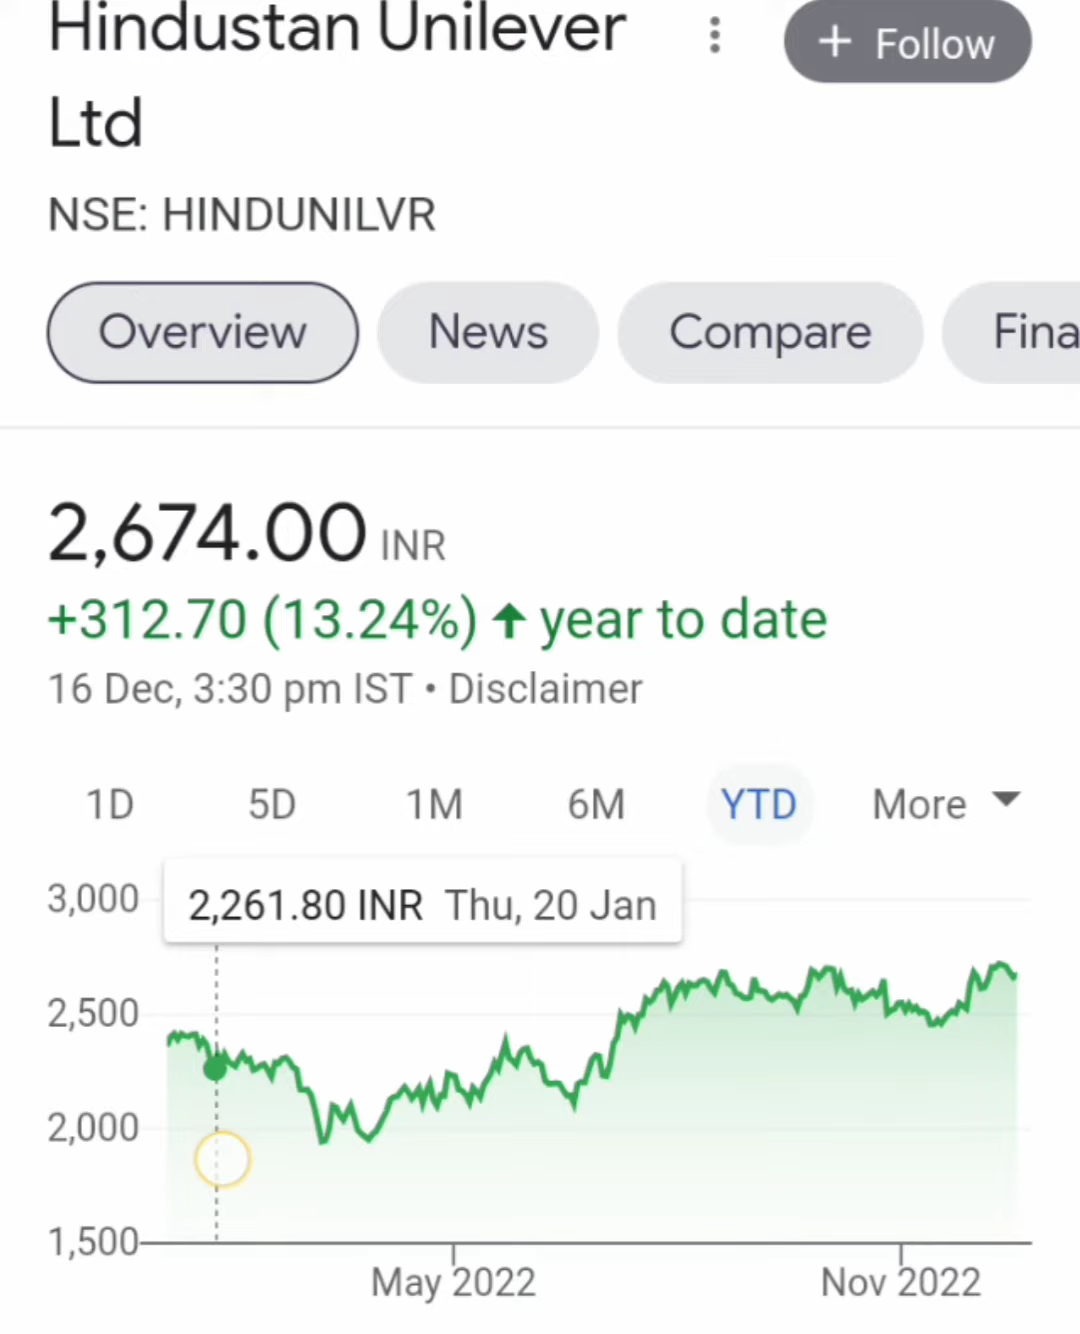 Hindustan Unilever
Ltd
+ Follow
NSE: HINDUNILVR
Overview News Compare Fina
2,674.00 INR
+312.70 (13.24%) ↑ year to date
16 Dec, 3:30 pm IST • Disclaimer
1D 5D 1M 6M YTD More
2,261.80 INR Thu, 20 Jan
3,000
2,500
2,000
1,500
May 2022 Nov 2022